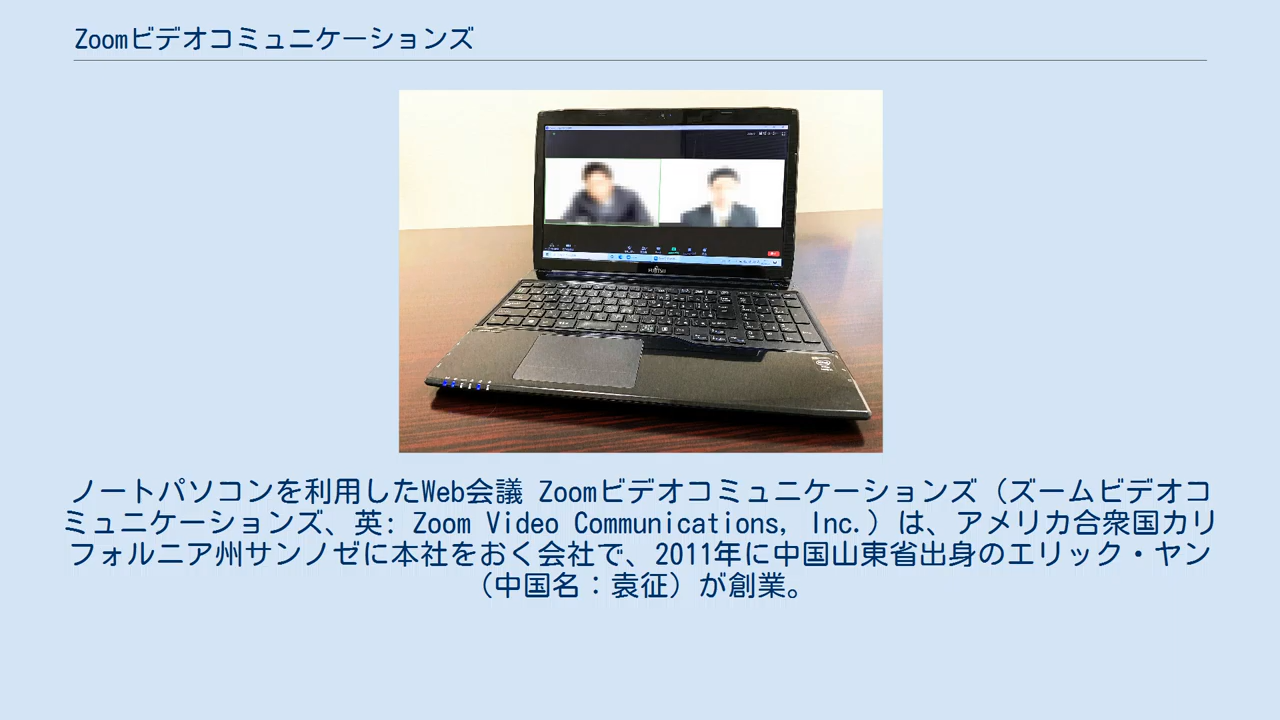 Zoomビデオコミュニケーションズ
FUJITSU
ノートパソコンを利用したWeb会議 Zoomビデオコミュニケーションズ（ズームビデオコ
ミュニケーションズ、英: Zoom Video Communications, Inc.）は、アメリカ合衆国カリ
フォルニア州サンノゼに本社をおく会社で、2011年に中国山東省出身のエリック・ヤン
（中国名：袁征）が創業。